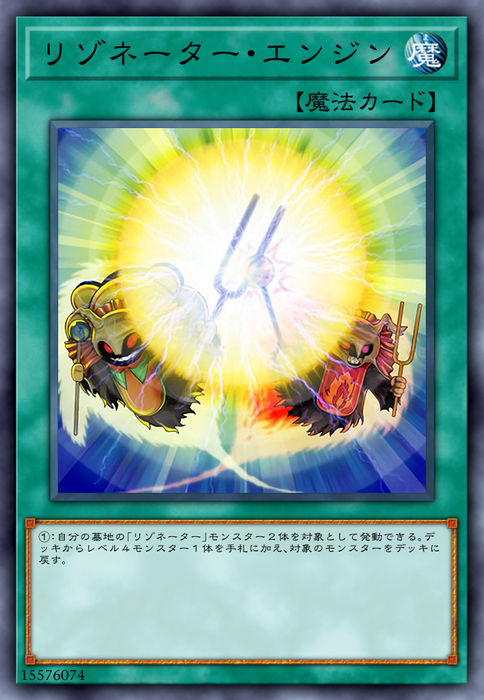 リゾネーター・エンジン 魔
【魔法カード】
①:自分の墓地の「リゾネーター」モンスター2体を対象として発動できる。デ
ッキからレベル4モンスター1体を手札に加え、対象のモンスターをデッキに
戻す。
15576074